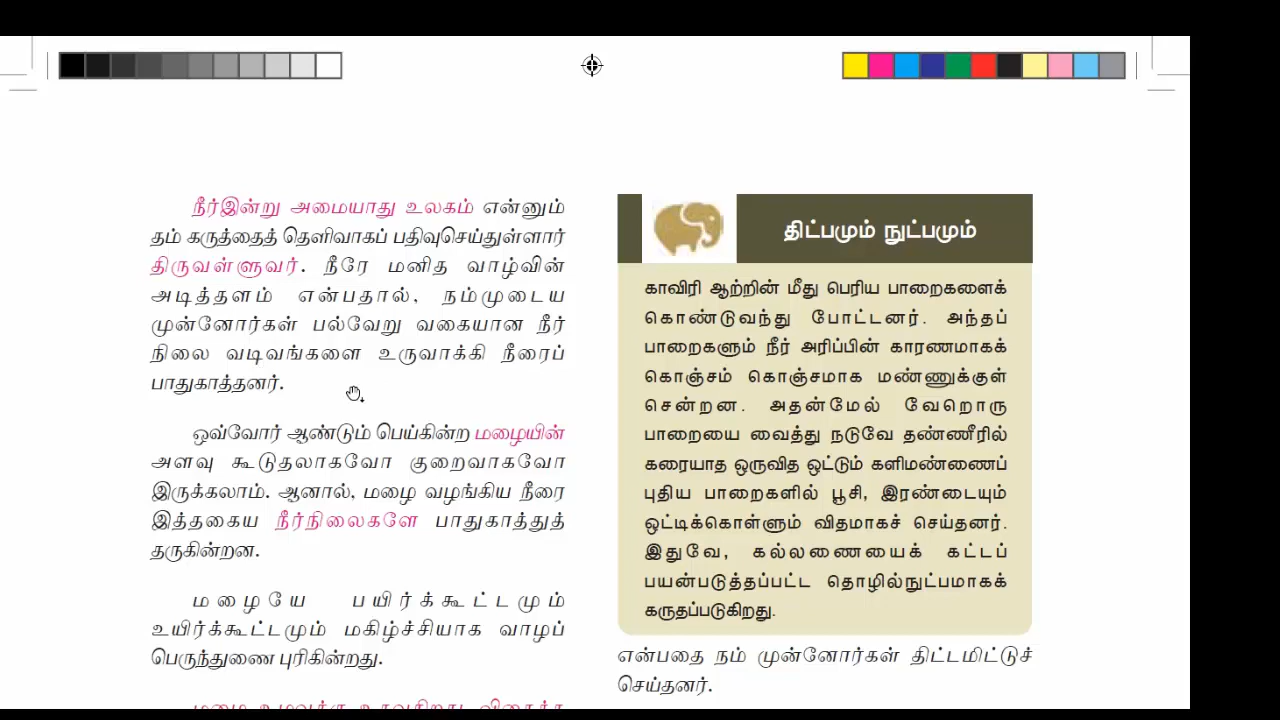 நீர்இன்று அமையாது உலகம் என்னும்
தம் கருத்தைத் தெளிவாகப் பதிவுசெய்துள்ளார்
திருவள்ளுவர். நீரே மனித வாழ்வின்
அடித்தளம் என்பதால், நம்முடைய
முன்னோர்கள் பல்வேறு வகையான நீர்
நிலை வடிவங்களை உருவாக்கி நீரைப்
பாதுகாத்தனர்.
ஒவ்வோர் ஆண்டும் பெய்கின்ற மழையின்
அளவு கூடுதலாகவோ குறைவாகவோ
இருக்கலாம். ஆனால், மழை வழங்கிய நீரை
இத்தகைய நீர்நிலைகளே பாதுகாத்துத்
தருகின்றன.
மழையே பயிர்க்கூட்டமும்
உயிர்க்கூட்டமும் மகிழ்ச்சியாக வாழப்
பெருந்துணை புரிகின்றது.
திட்பமும் நுட்பமும்
காவிரி ஆற்றின் மீது பெரிய பாறைகளைக்
கொண்டுவந்து போட்டனர். அந்தப்
பாறைகளும் நீர் அரிப்பின் காரணமாகக்
கொஞ்சம் கொஞ்சமாக மண்ணுக்குள்
சென்றன. அதன்மேல் வேறொரு
பாறையை வைத்து நடுவே தண்ணீரில்
கரையாத ஒருவித ஒட்டும் களிமண்ணைப்
புதிய பாறைகளில் பூசி, இரண்டையும்
ஒட்டிக்கொள்ளும் விதமாகச் செய்தனர்.
இதுவே, கல்லணையைக் கட்டப்
பயன்படுத்தப்பட்ட தொழில்நுட்பமாகக்
கருதப்படுகிறது.
என்பதை நம் முன்னோர்கள் திட்டமிட்டுச்
செய்தனர்.